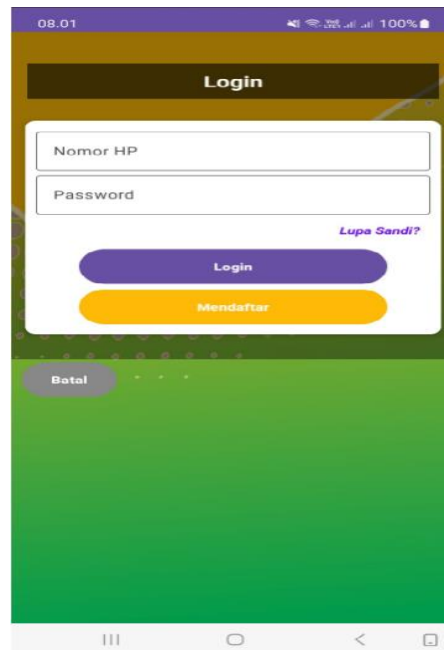 08.01 100%
Login
Nomor HP
Password
Lupa Sandi?
Login
Mendaftar
Batal